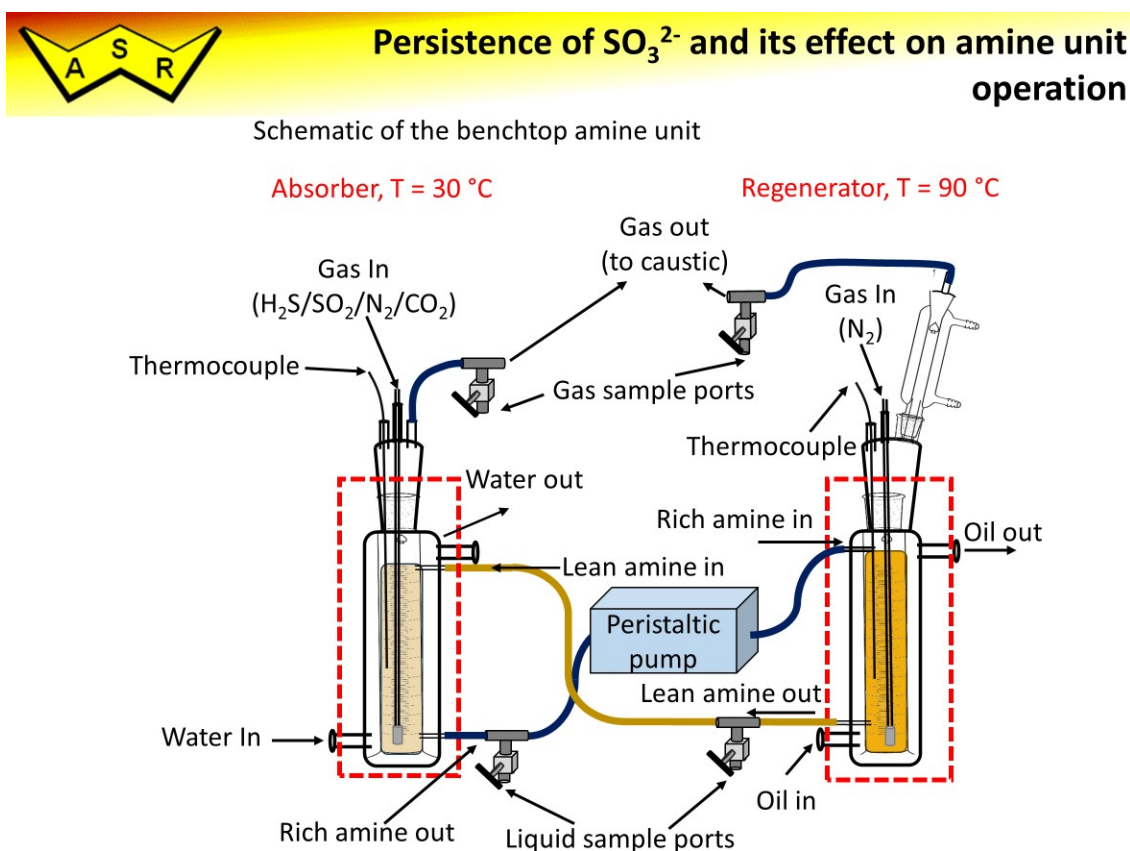 A S R
Persistence of SO₃²⁻ and its effect on amine unit
operation
Schematic of the benchtop amine unit
Absorber, T = 30 °C
Regenerator, T = 90 °C
Gas out
(to caustic)
Gas In
(H₂S/SO₂/N₂/CO₂)
Gas In
(N₂)
Thermocouple
Gas sample ports
Thermocouple
Water out
Rich amine in
Oil out
Lean amine in
Peristaltic
pump
Lean amine out
Water In
Oil in
Rich amine out
Liquid sample ports